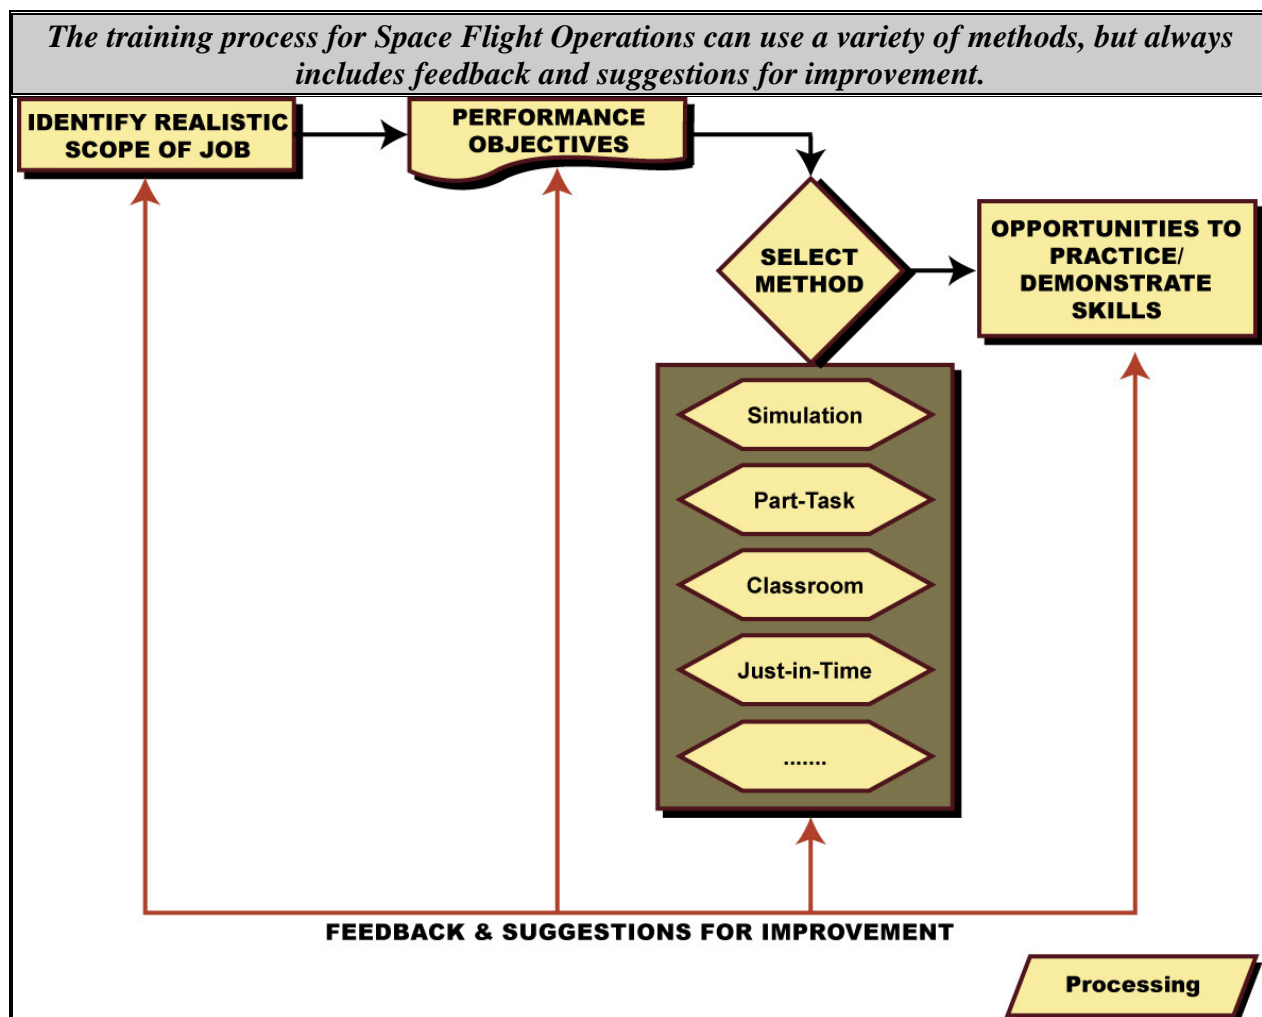 The training process for Space Flight Operations can use a variety of methods, but always
includes feedback and suggestions for improvement.
IDENTIFY REALISTIC
SCOPE OF JOB
PERFORMANCE
OBJECTIVES
SELECT
METHOD
OPPORTUNITIES TO
PRACTICE/
DEMONSTRATE
SKILLS
Simulation
Part-Task
Classroom
Just-in-Time
.......
FEEDBACK & SUGGESTIONS FOR IMPROVEMENT
Processing